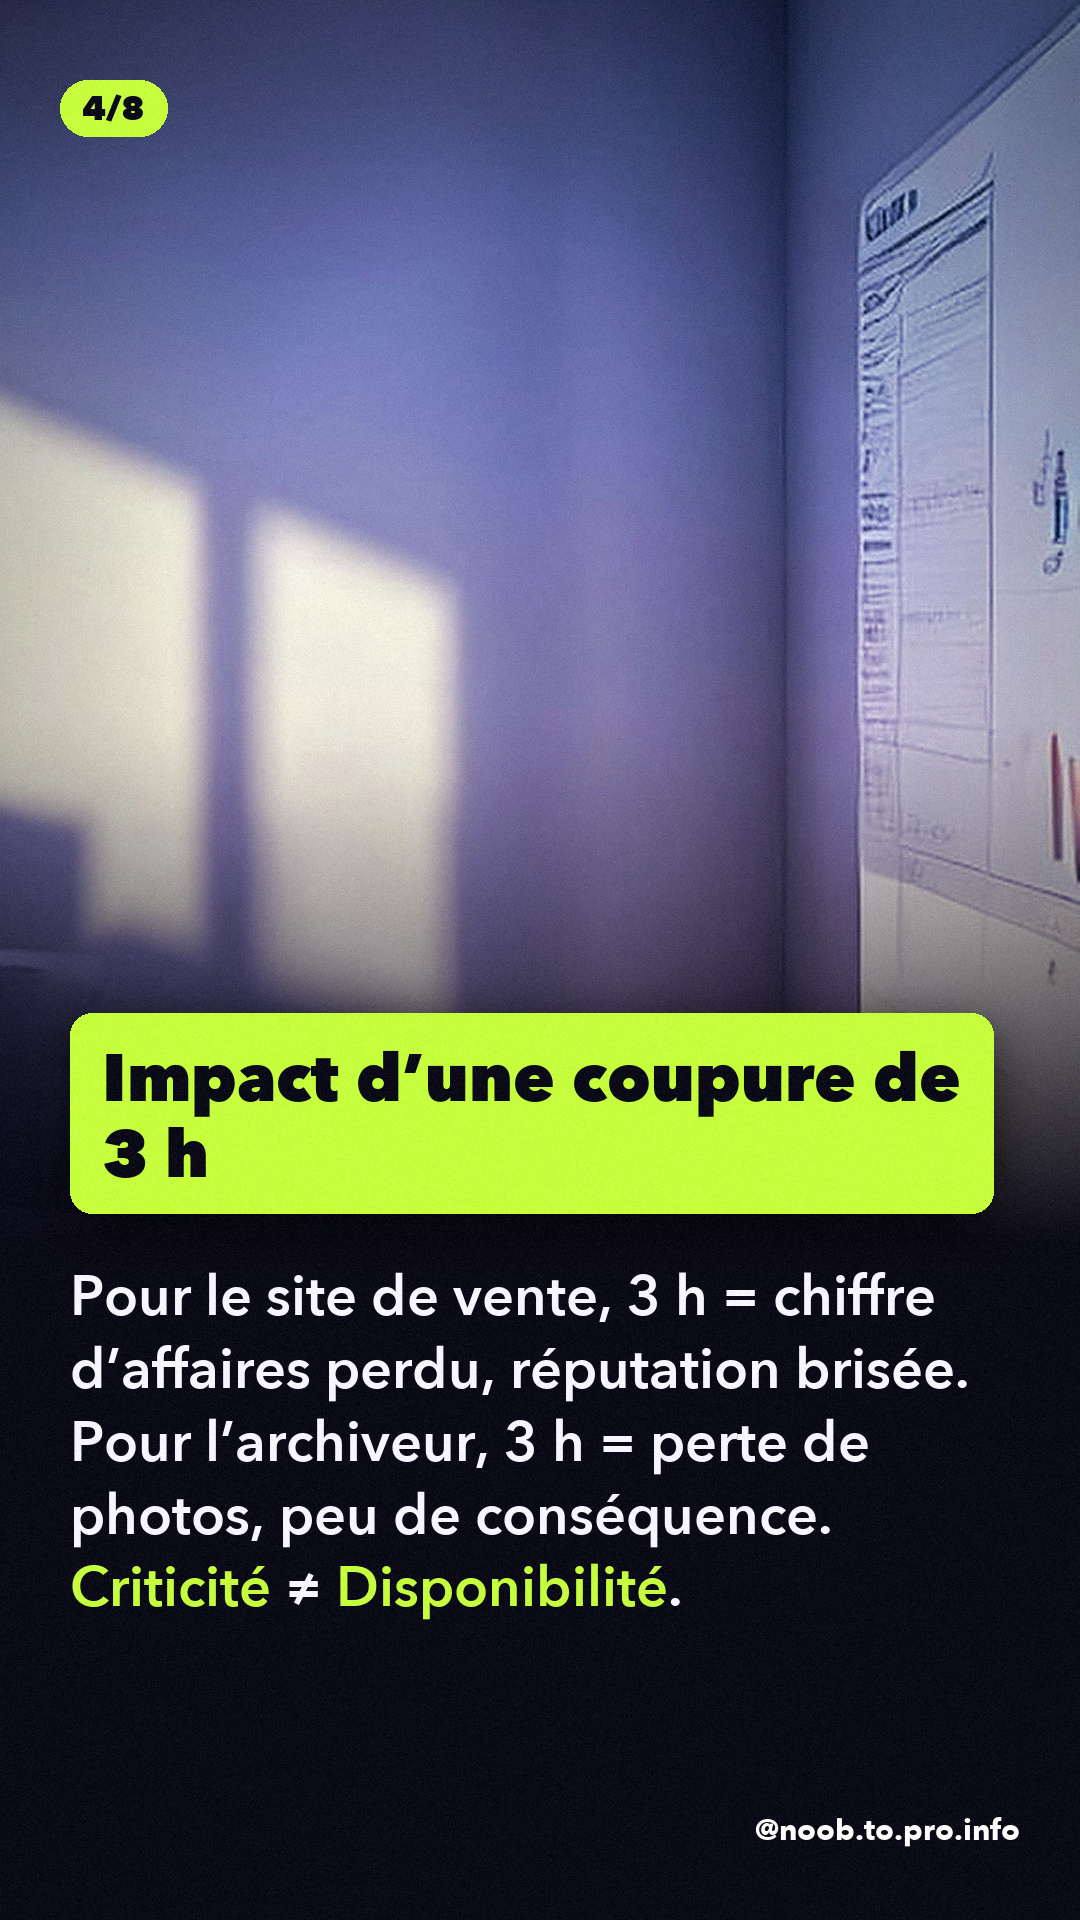 4/8
Impact d’une coupure de
3 h
Pour le site de vente, 3 h = chiffre
d’affaires perdu, réputation brisée.
Pour l’archiveur, 3 h = perte de
photos, peu de conséquence.
Criticité ≠ Disponibilité.
@noob.to.pro.info